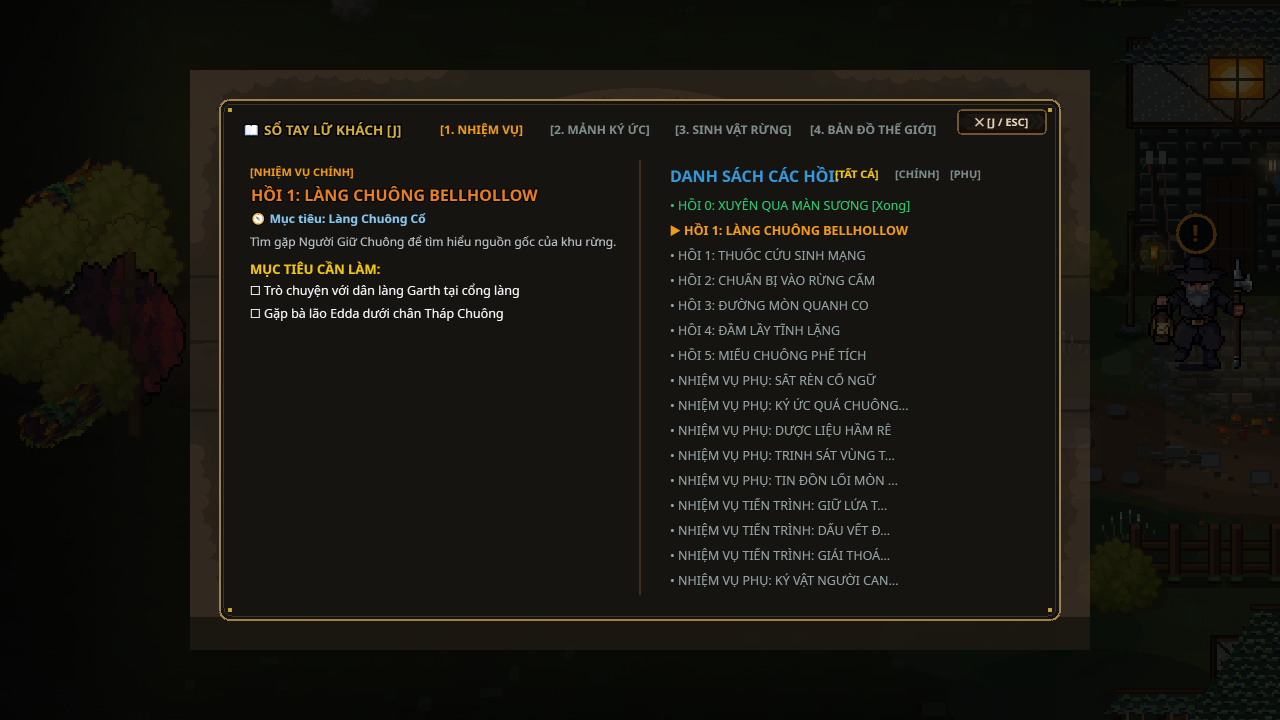 📖 SỔ TAY LỮ KHÁCH [J]
[1. NHIỆM VỤ]
[2. MẢNH KÝ ỨC]
[3. SINH VẬT RỪNG]
[4. BẢN ĐỒ THẾ GIỚI]
✕ [J / ESC]
[NHIỆM VỤ CHÍNH]
HỒI 1: LÀNG CHUÔNG BELLHOLLOW
🧭 Mục tiêu: Làng Chuông Cổ
Tìm gặp Người Giữ Chuông để tìm hiểu nguồn gốc của khu rừng.
MỤC TIÊU CẦN LÀM:
☐ Trò chuyện với dân làng Garth tại cổng làng
☐ Gặp bà lão Edda dưới chân Tháp Chuông
DANH SÁCH CÁC HỒI:
[TẤT CẢ]
[CHÍNH]
[PHỤ]
• HỒI 0: XUYÊN QUA MÀN SƯƠNG [Xong]
▶ HỒI 1: LÀNG CHUÔNG BELLHOLLOW
• HỒI 1: THUỐC CỨU SINH MẠNG
• HỒI 2: CHUẨN BỊ VÀO RỪNG CẤM
• HỒI 3: ĐƯỜNG MÒN QUANH CO
• HỒI 4: ĐẦM LẦY TĨNH LẶNG
• HỒI 5: MIẾU CHUÔNG PHẾ TÍCH
• NHIỆM VỤ PHỤ: SẮT RÈN CỔ NGỮ
• NHIỆM VỤ PHỤ: KÝ ỨC QUẢ CHUÔNG...
• NHIỆM VỤ PHỤ: DƯỢC LIỆU HẦM RỄ
• NHIỆM VỤ PHỤ: TRINH SÁT VÙNG T...
• NHIỆM VỤ PHỤ: TIN ĐỒN LỐI MÒN ...
• NHIỆM VỤ TIẾN TRÌNH: GIỮ LỬA T...
• NHIỆM VỤ TIẾN TRÌNH: DẤU VẾT Đ...
• NHIỆM VỤ TIẾN TRÌNH: GIẢI THOÁ...
• NHIỆM VỤ PHỤ: KỶ VẬT NGƯỜI CAN...